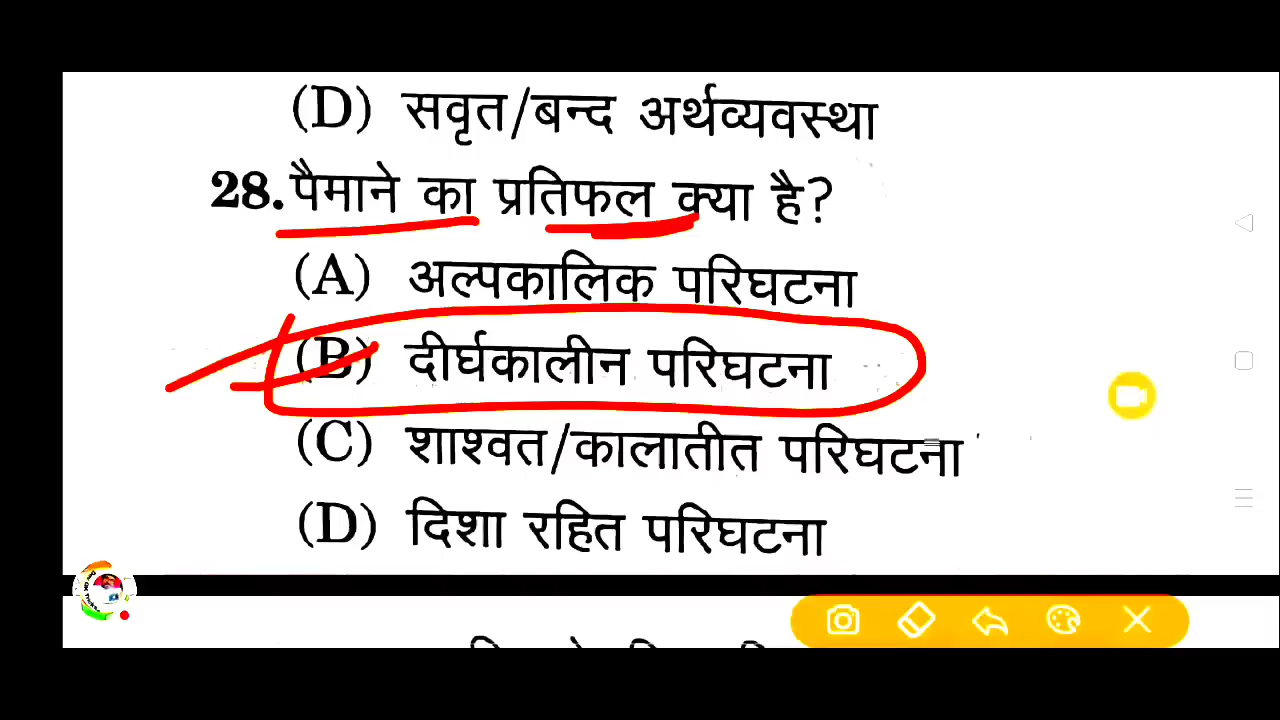 (D) सवृत/बन्द अर्थव्यवस्था
28. पैमाने का प्रतिफल क्या है?
(A) अल्पकालिक परिघटना
(B) दीर्घकालीन परिघटना
(C) शाश्वत/कालातीत परिघटना
(D) दिशा रहित परिघटना